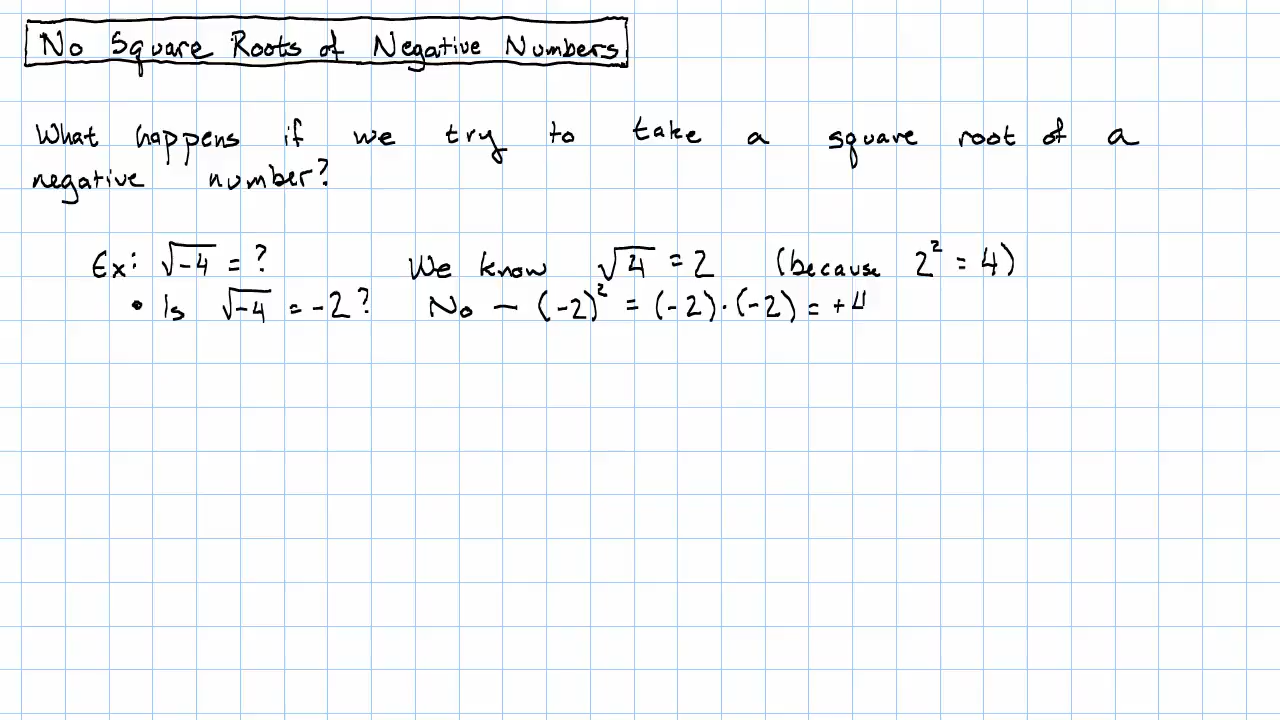 No Square Roots of Negative Numbers
What happens if we try to take a square root of a
negative number?
Ex: √-4 = ? We know √4 = 2 (because 2² = 4)
• Is √-4 = -2? No – (-2)² = (-2)·(-2) = +4